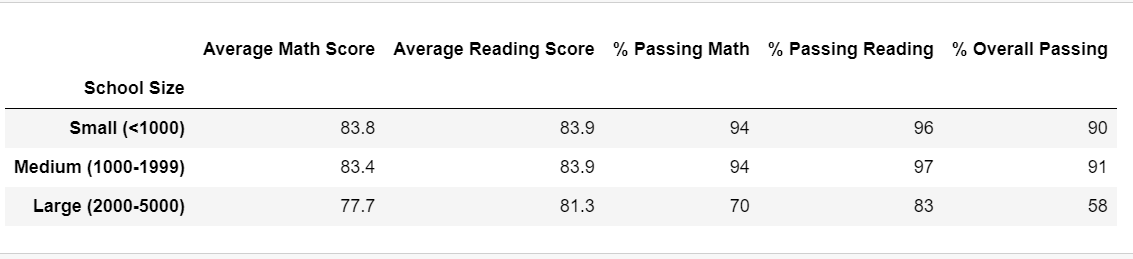 Average Math Score Average Reading Score % Passing Math % Passing Reading % Overall Passing
School Size
Small (<1000) 83.8 83.9 94 96 90
Medium (1000-1999) 83.4 83.9 94 97 91
Large (2000-5000) 77.7 81.3 70 83 58